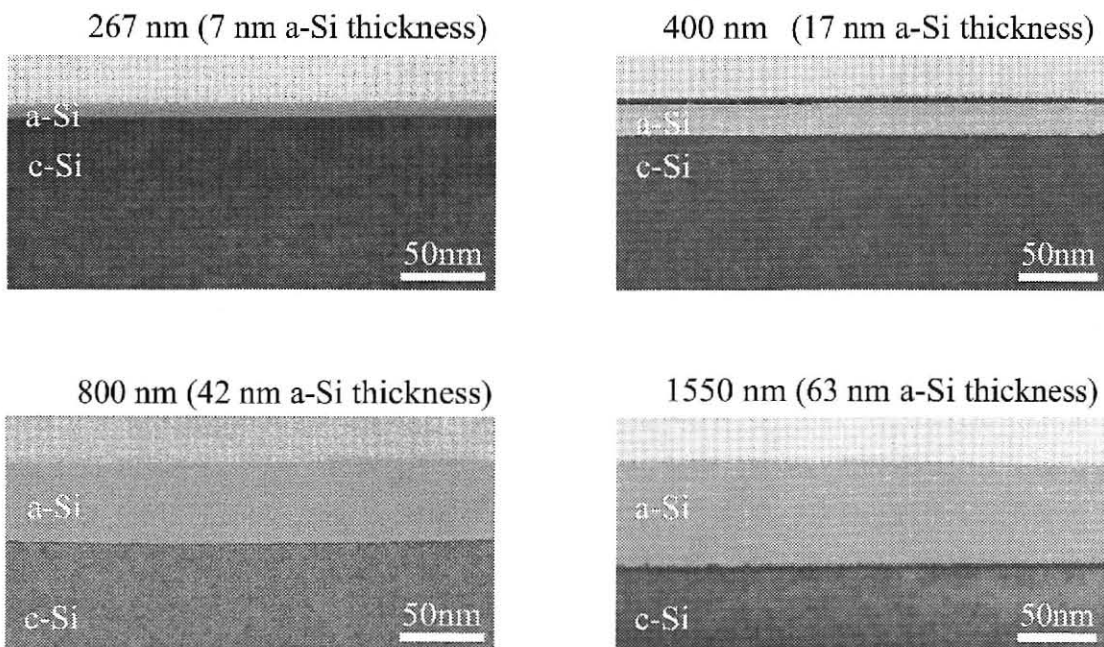 267 nm (7 nm a-Si thickness)
a-Si
c-Si
50nm
400 nm (17 nm a-Si thickness)
a-Si
c-Si
50nm
800 nm (42 nm a-Si thickness)
a-Si
c-Si
50nm
1550 nm (63 nm a-Si thickness)
a-Si
c-Si
50nm